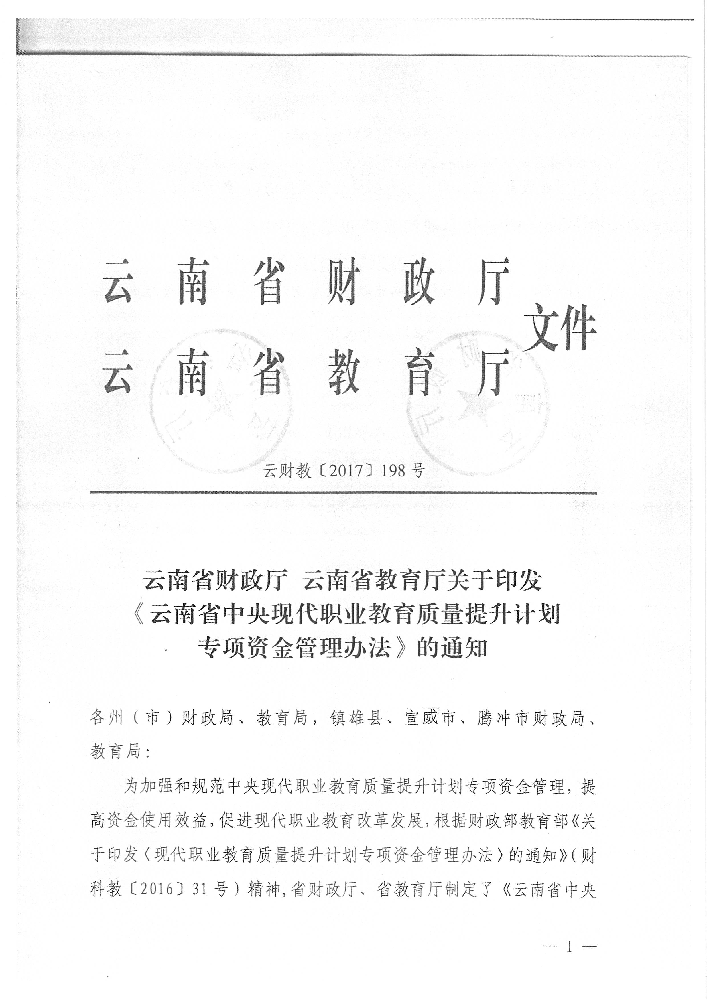 云南省财政厅
文件
云南省教育厅
云财教〔2017〕198 号
云南省财政厅 云南省教育厅关于印发
《云南省中央现代职业教育质量提升计划
专项资金管理办法》的通知
各州（市）财政局、教育局，镇雄县、宣威市、腾冲市财政局、
教育局：
为加强和规范中央现代职业教育质量提升计划专项资金管理，提
高资金使用效益，促进现代职业教育改革发展，根据财政部教育部《关
于印发〈现代职业教育质量提升计划专项资金管理办法〉的通知》（财
科教〔2016〕31 号）精神，省财政厅、省教育厅制定了《云南省中央
— 1 —